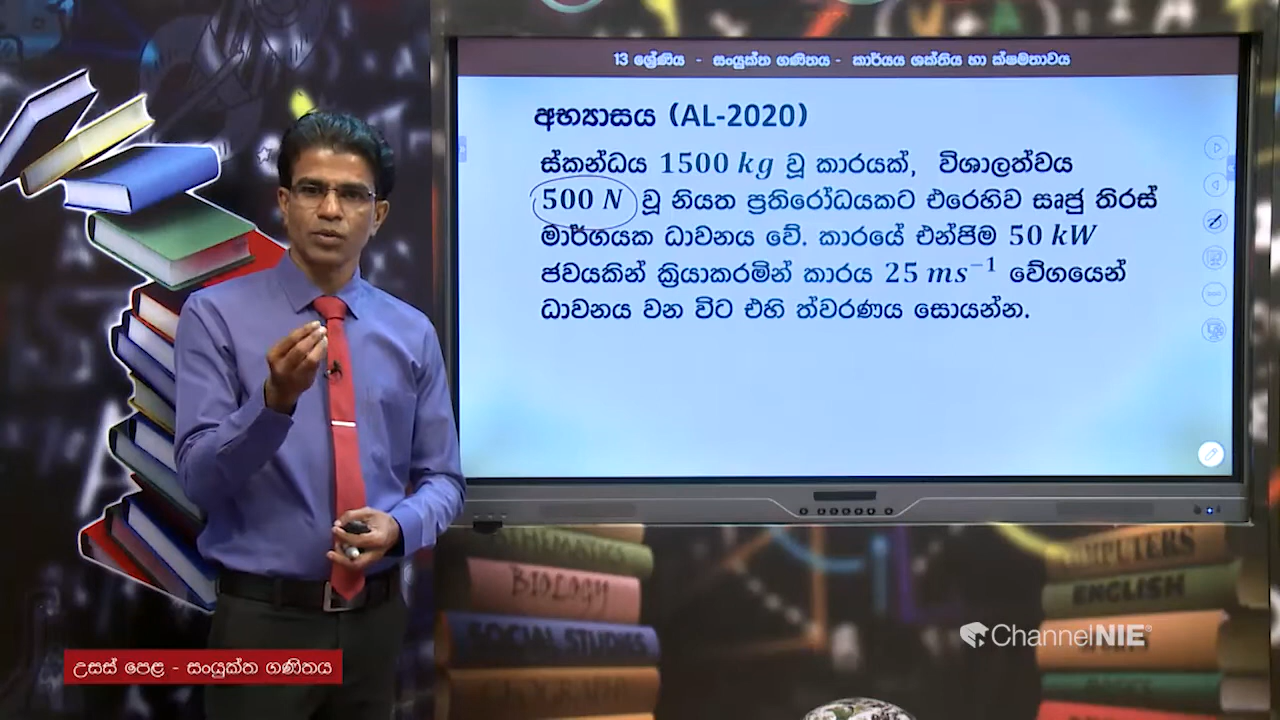 13 ශ්‍රේණිය - සංයුක්ත ගණිතය - කාර්යය ශක්තිය හා ක්ෂමතාවය
අභ්‍යාසය (AL-2020)
ස්කන්ධය 1500 kg වූ කාරයක්, විශාලත්වය
500 N වූ නියත ප්‍රතිරෝධයකට එරෙහිව සෘජු තිරස්
මාර්ගයක ධාවනය වේ. කාරයේ එන්ජිම 50 kW
ජවයකින් ක්‍රියාකරමින් කාරය 25 ms⁻¹ වේගයෙන්
ධාවනය වන විට එහි ත්වරණය සොයන්න.
MATHEMATICS
BIOLOGY
SOCIAL STUDIES
COMPUTERS
ENGLISH
ChannelNIE
උසස් පෙළ - සංයුක්ත ගණිතය